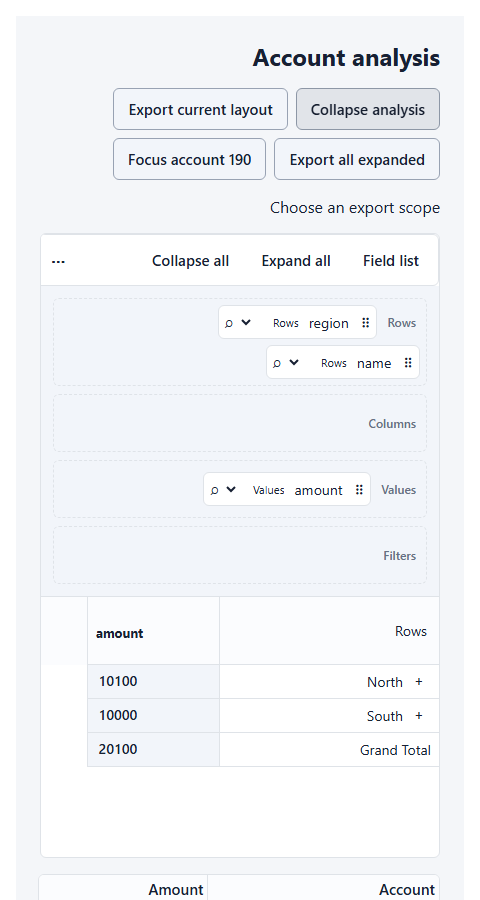 Account analysis
Export current layout Collapse analysis
Focus account 190 Export all expanded
Choose an export scope
... Collapse all Expand all Field list
Rows region Rows
Rows name
Columns
Values amount Values
Filters
amount Rows
10100 North +
10000 South +
20100 Grand Total
Amount Account